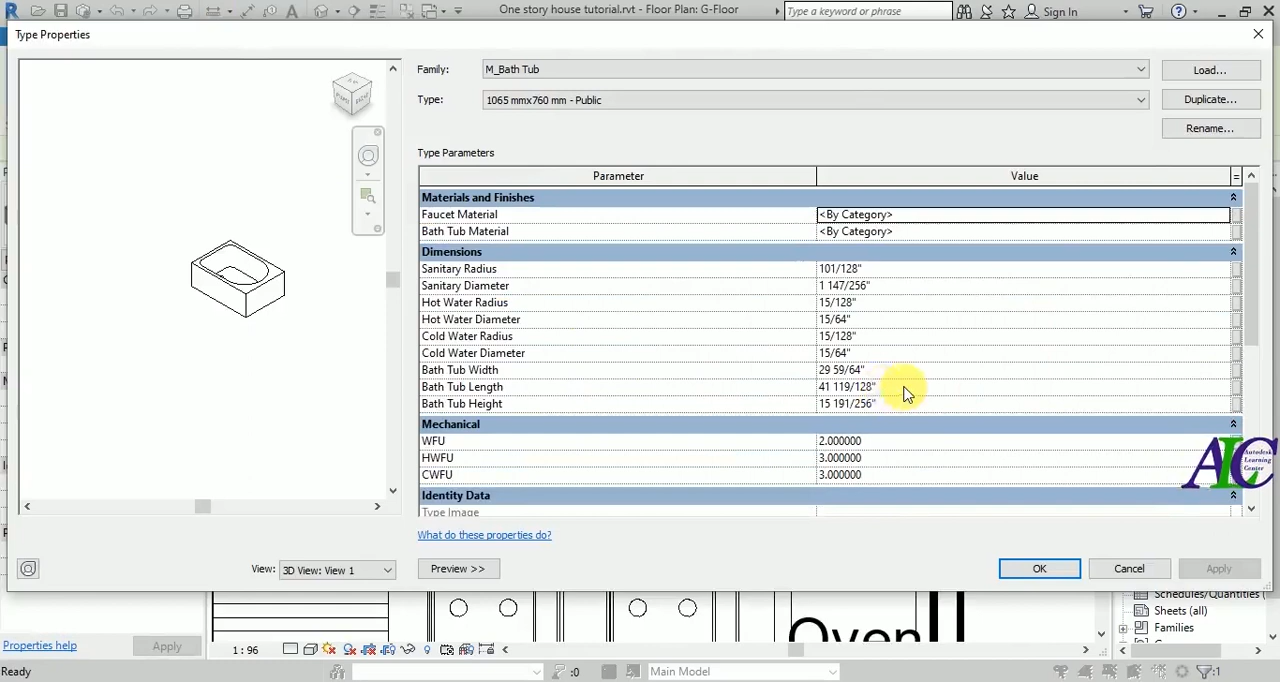 One story house tutorial.rvt - Floor Plan: G-Floor
Type a keyword or phrase
Sign In
Type Properties
Family:
M_Bath Tub
Load...
Type:
1065 mmx760 mm - Public
Duplicate...
Rename...
Type Parameters
Parameter
Value
=
Materials and Finishes
Faucet Material
<By Category>
Bath Tub Material
<By Category>
Dimensions
Sanitary Radius
101/128"
Sanitary Diameter
1 147/256"
Hot Water Radius
15/128"
Hot Water Diameter
15/64"
Cold Water Radius
15/128"
Cold Water Diameter
15/64"
Bath Tub Width
29 59/64"
Bath Tub Length
41 119/128"
Bath Tub Height
15 191/256"
Mechanical
WFU
2.000000
HWFU
3.000000
CWFU
3.000000
Identity Data
Type Image
AIC
Autodesk
Learning
Center
What do these properties do?
View:
3D View: View 1
Preview >>
OK
Cancel
Apply
Schedules/Quantities
Sheets (all)
Families
Oven
Properties help
Apply
1 : 96
Ready
:0
Main Model
:1